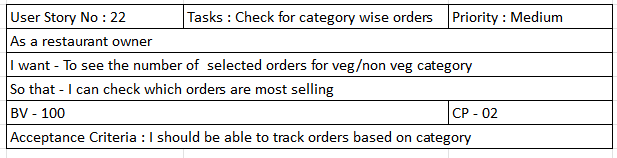 User Story No : 22 Tasks : Check for category wise orders Priority : Medium
As a restaurant owner
I want - To see the number of  selected orders for veg/non veg category
So that - I can check which orders are most selling
BV - 100 CP - 02
Acceptance Criteria : I should be able to track orders based on category